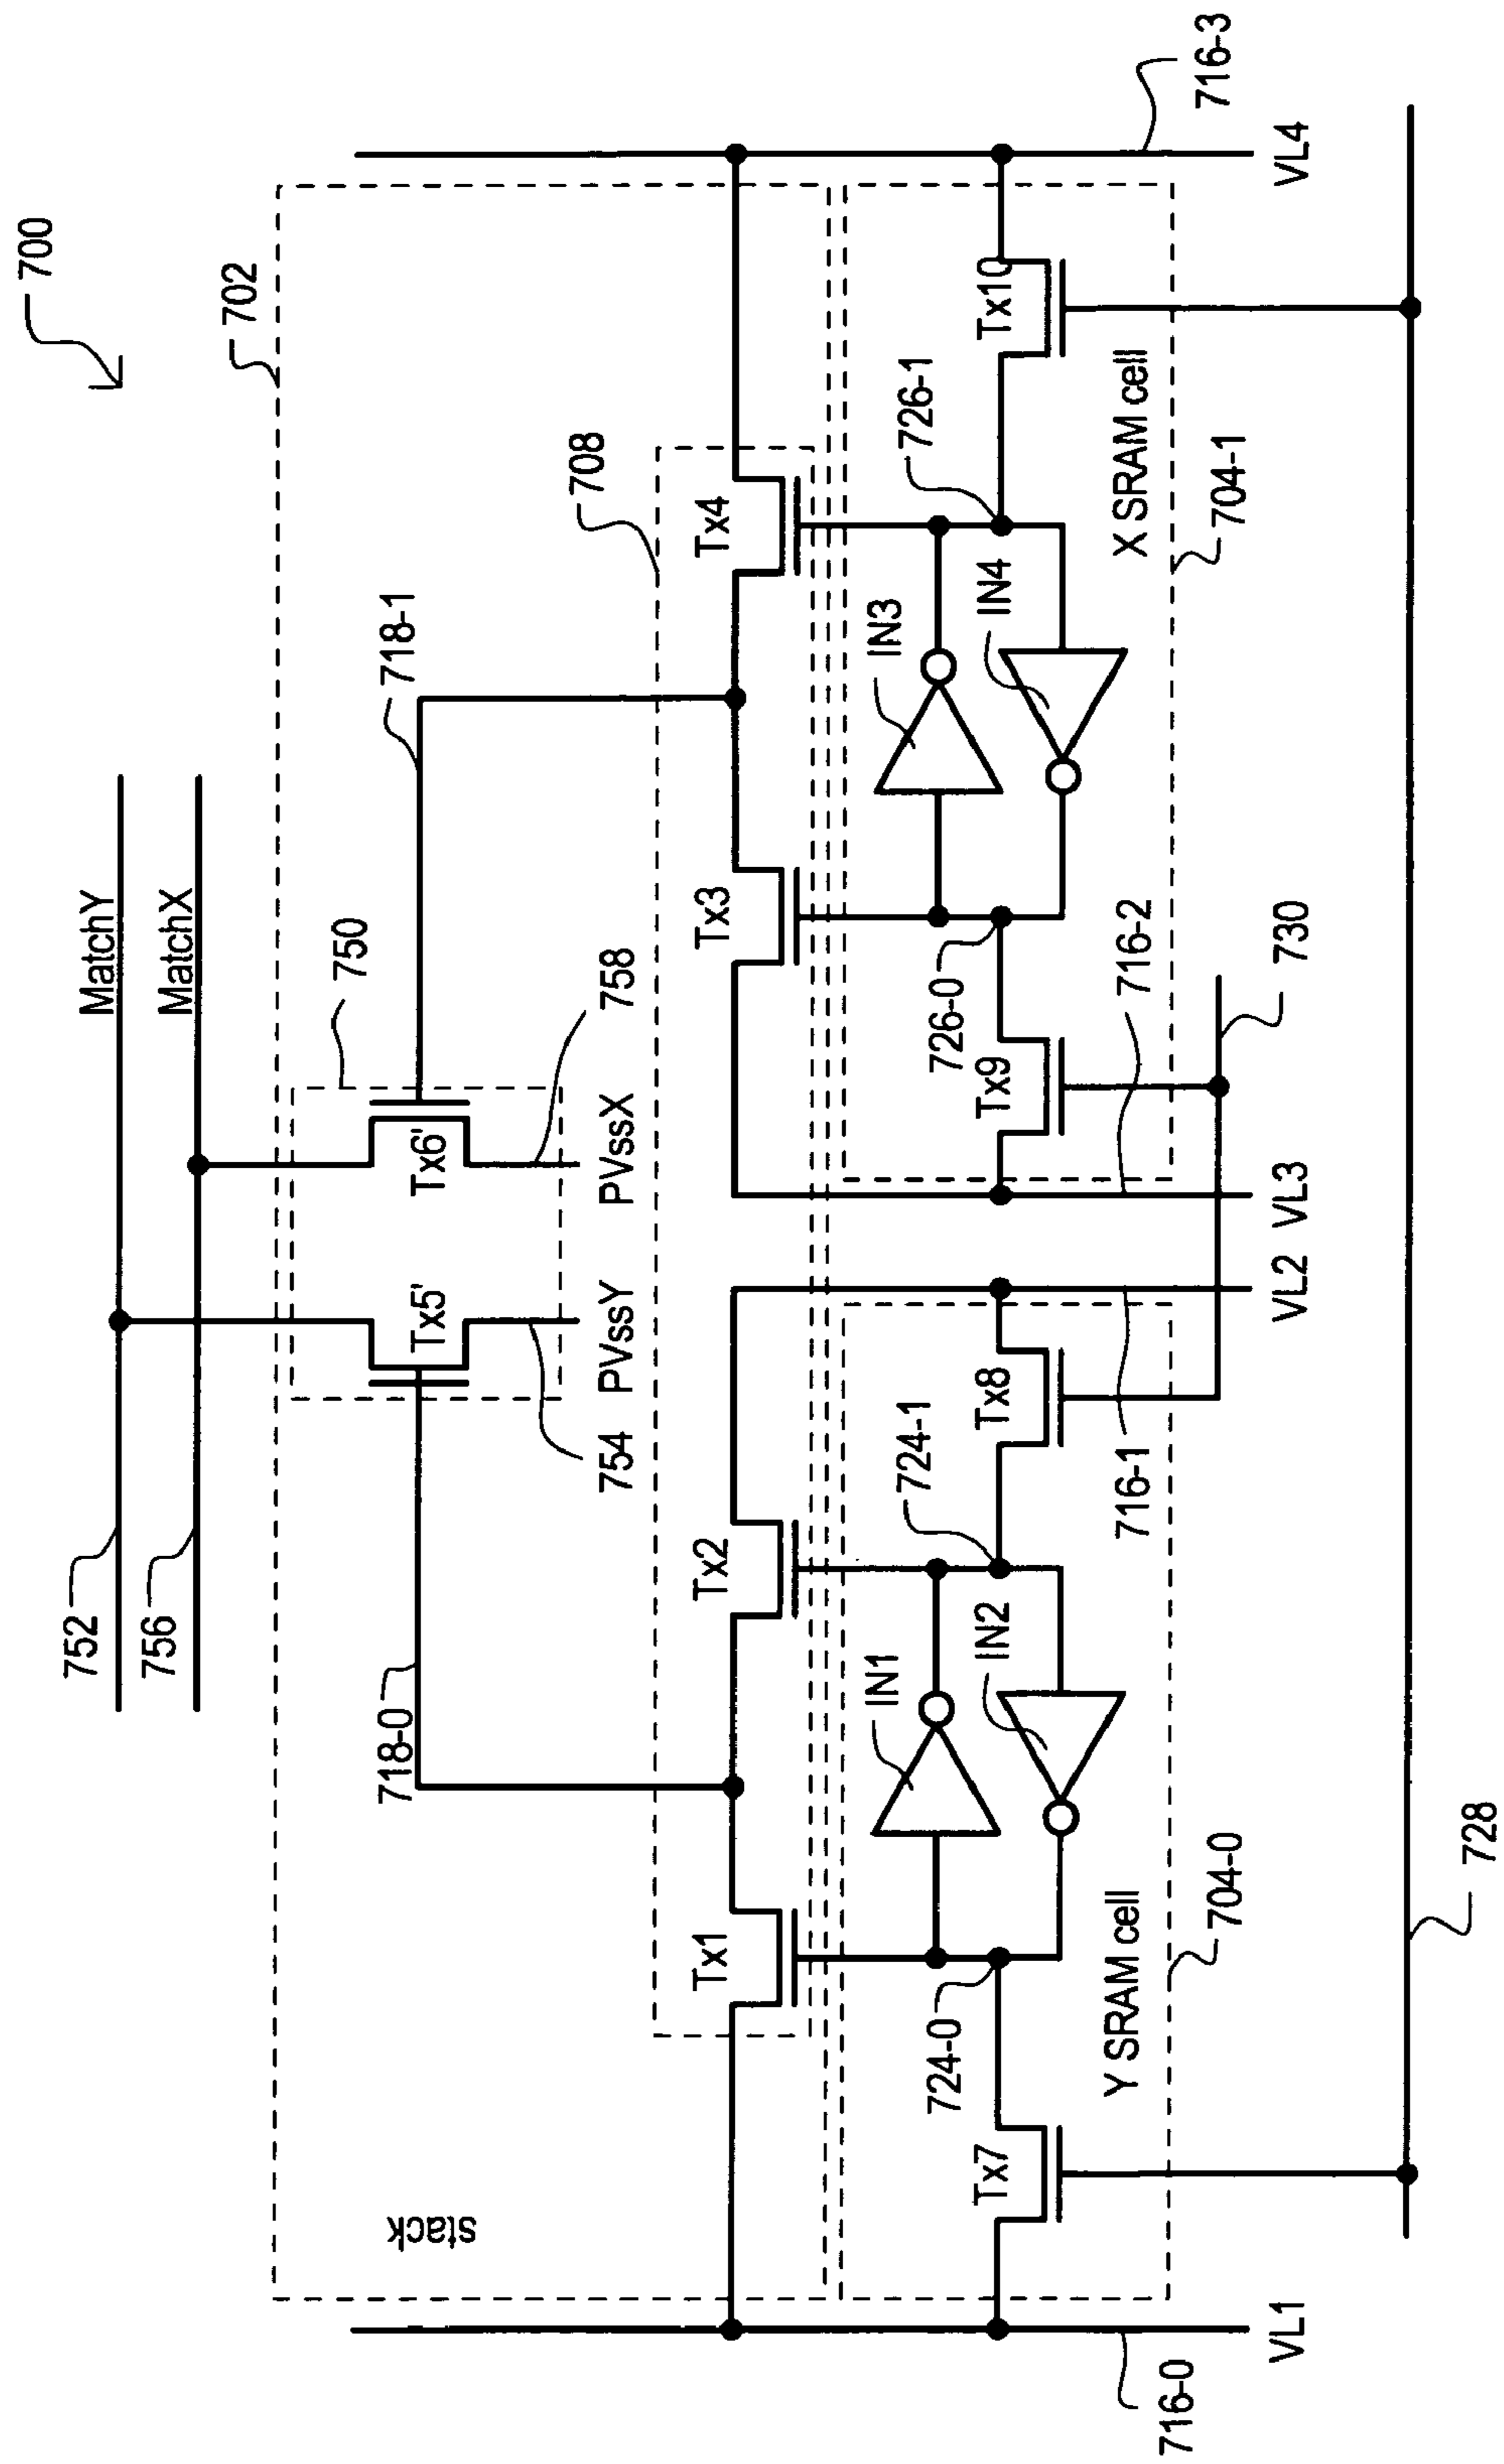 700
702
752
756
MatchY
MatchX
718-0
718-1
750
stack
Tx5'
Tx6'
754
PVssY
PVssX
758
708
Tx1
Tx2
Tx3
Tx4
IN1
IN2
IN3
IN4
724-0
724-1
726-0
726-1
Tx7
Tx8
Tx9
Tx10
Y SRAM cell
X SRAM cell
704-0
704-1
716-0
716-1
716-2
716-3
VL1
VL2
VL3
VL4
730
728